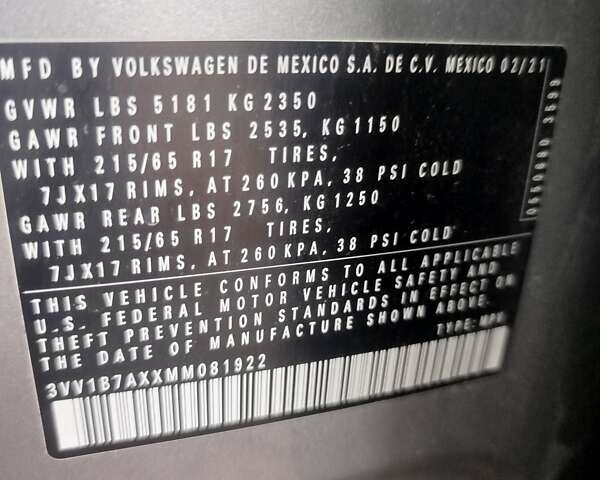 MFD BY VOLKSWAGEN DE MEXICO S.A. DE C.V. MEXICO 02/21
GVWR LBS 5181 KG 2350
GAWR FRONT LBS 2535, KG 1150
WITH 215/65 R17 TIRES,
7JX17 RIMS, AT 260 KPA, 38 PSI COLD
GAWR REAR LBS 2756, KG 1250
WITH 215/65 R17 TIRES,
7JX17 RIMS, AT 260 KPA, 38 PSI COLD
THIS VEHICLE CONFORMS TO ALL APPLICABLE
U.S. FEDERAL MOTOR VEHICLE SAFETY AND
THEFT PREVENTION STANDARDS IN EFFECT ON
THE DATE OF MANUFACTURE SHOWN ABOVE.
TYPE: MPV
3VV1B7AXXMM081922